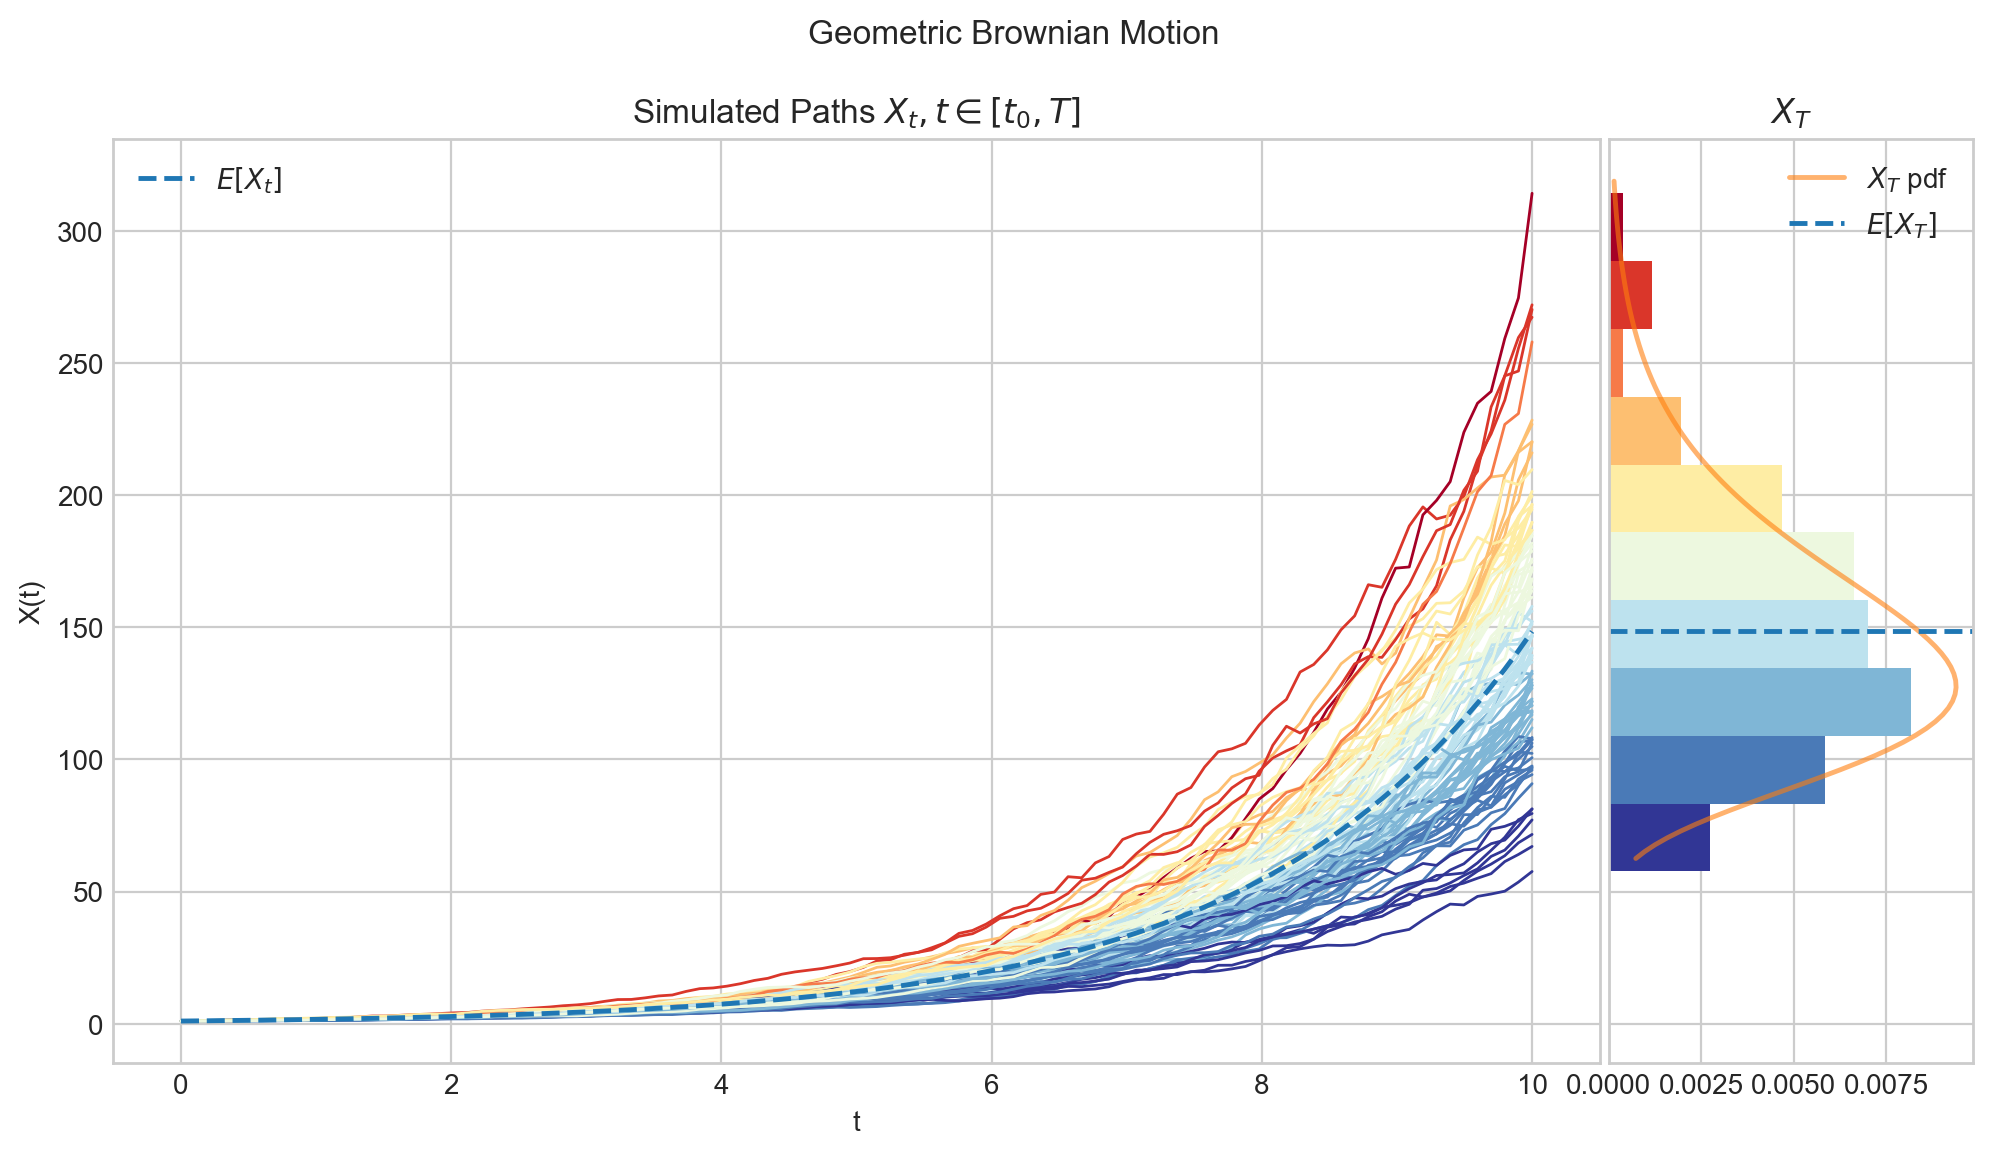 Geometric Brownian Motion
Simulated Paths X_t, t ∈ [t_0, T]
E[X_t]
300
250
200
150
100
50
0
X(t)
0 2 4 6 8 10
t
X_T
X_T pdf
E[X_T]
0.0000 0.0025 0.0050 0.0075